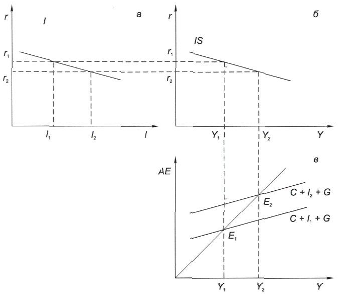 r I а
r₁
r₂
I₁ I₂ I
r б
IS
r₁
r₂
Y₁ Y₂ Y
AE в
C + I₂ + G
E₂
C + I₁ + G
E₁
Y₁ Y₂ Y